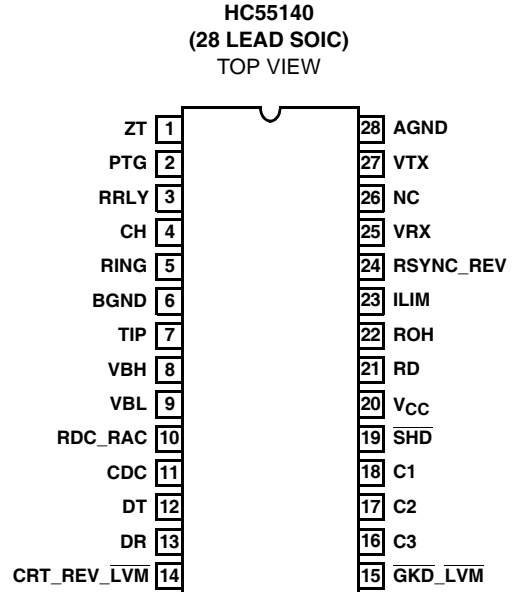 HC55140
(28 LEAD SOIC)
TOP VIEW
ZT 1 28 AGND
PTG 2 27 VTX
RRLY 3 26 NC
CH 4 25 VRX
RING 5 24 RSYNC_REV
BGND 6 23 ILIM
TIP 7 22 ROH
VBH 8 21 RD
VBL 9 20 VCC
RDC_RAC 10 19 SHD
CDC 11 18 C1
DT 12 17 C2
DR 13 16 C3
CRT_REV_LVM 14 15 GKD_LVM